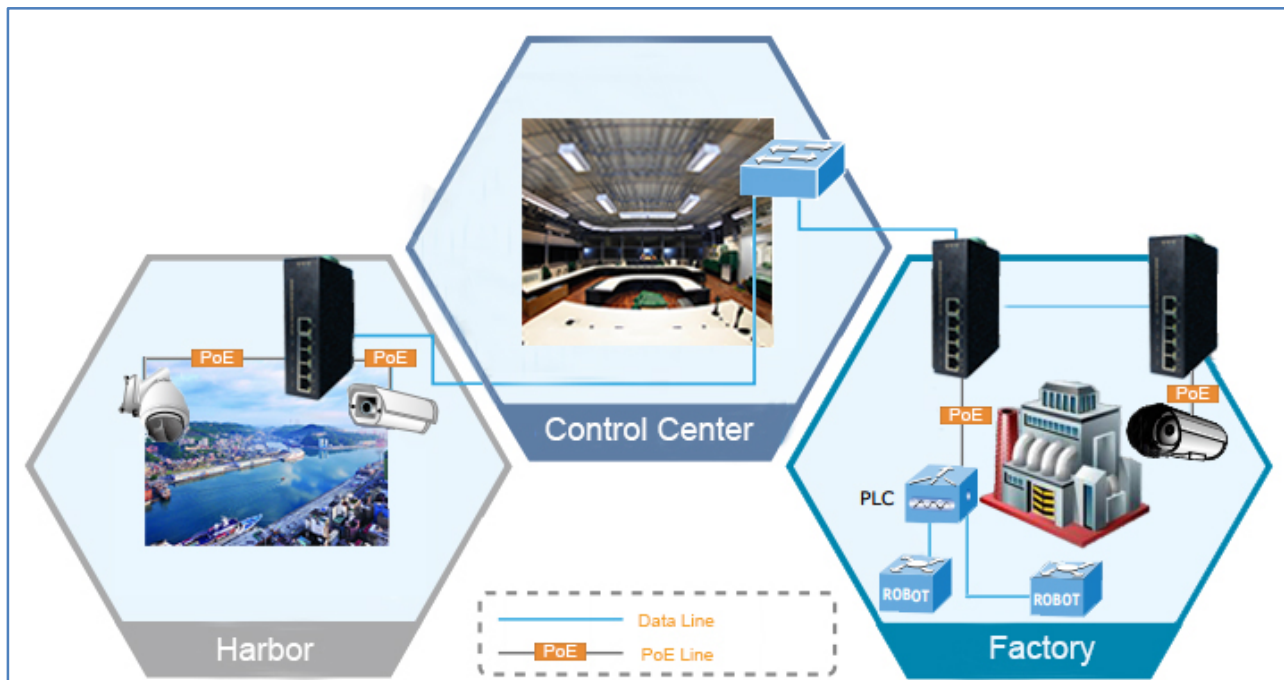 Control Center
PoE
PoE
PoE
PoE
PLC
ROBOT
ROBOT
Harbor
Data Line
PoE
PoE Line
Factory